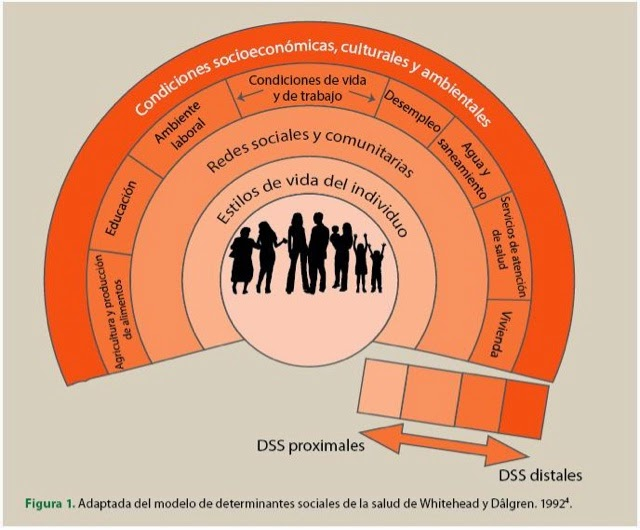 Condiciones socioeconómicas, culturales y ambientales
Condiciones de vida
y de trabajo
Ambiente
laboral
Desempleo
Agua y
saneamiento
Educación
Servicios de atención
de salud
Agricultura y producción
de alimentos
Vivienda
Redes sociales y comunitarias
Estilos de vida del individuo
DSS proximales
DSS distales
Figura 1. Adaptada del modelo de determinantes sociales de la salud de Whitehead y Dâlgren. 1992⁴.